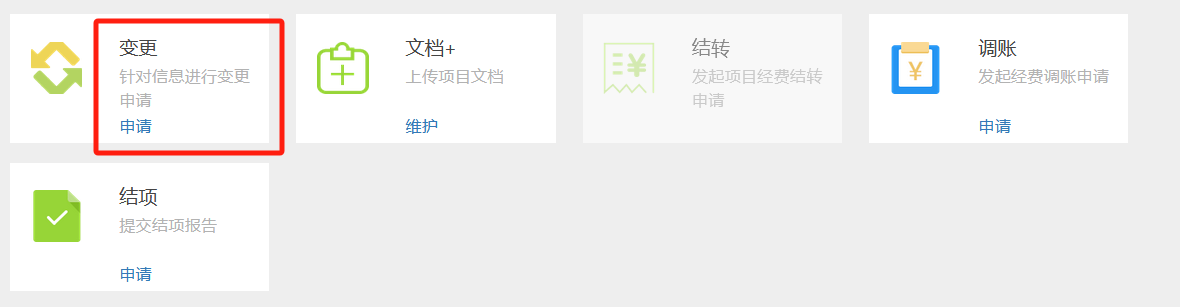 变更
针对信息进行变更
申请
申请
文档+
上传项目文档
维护
结转
发起项目经费结转
申请
调账
发起经费调账申请
申请
结项
提交结项报告
申请